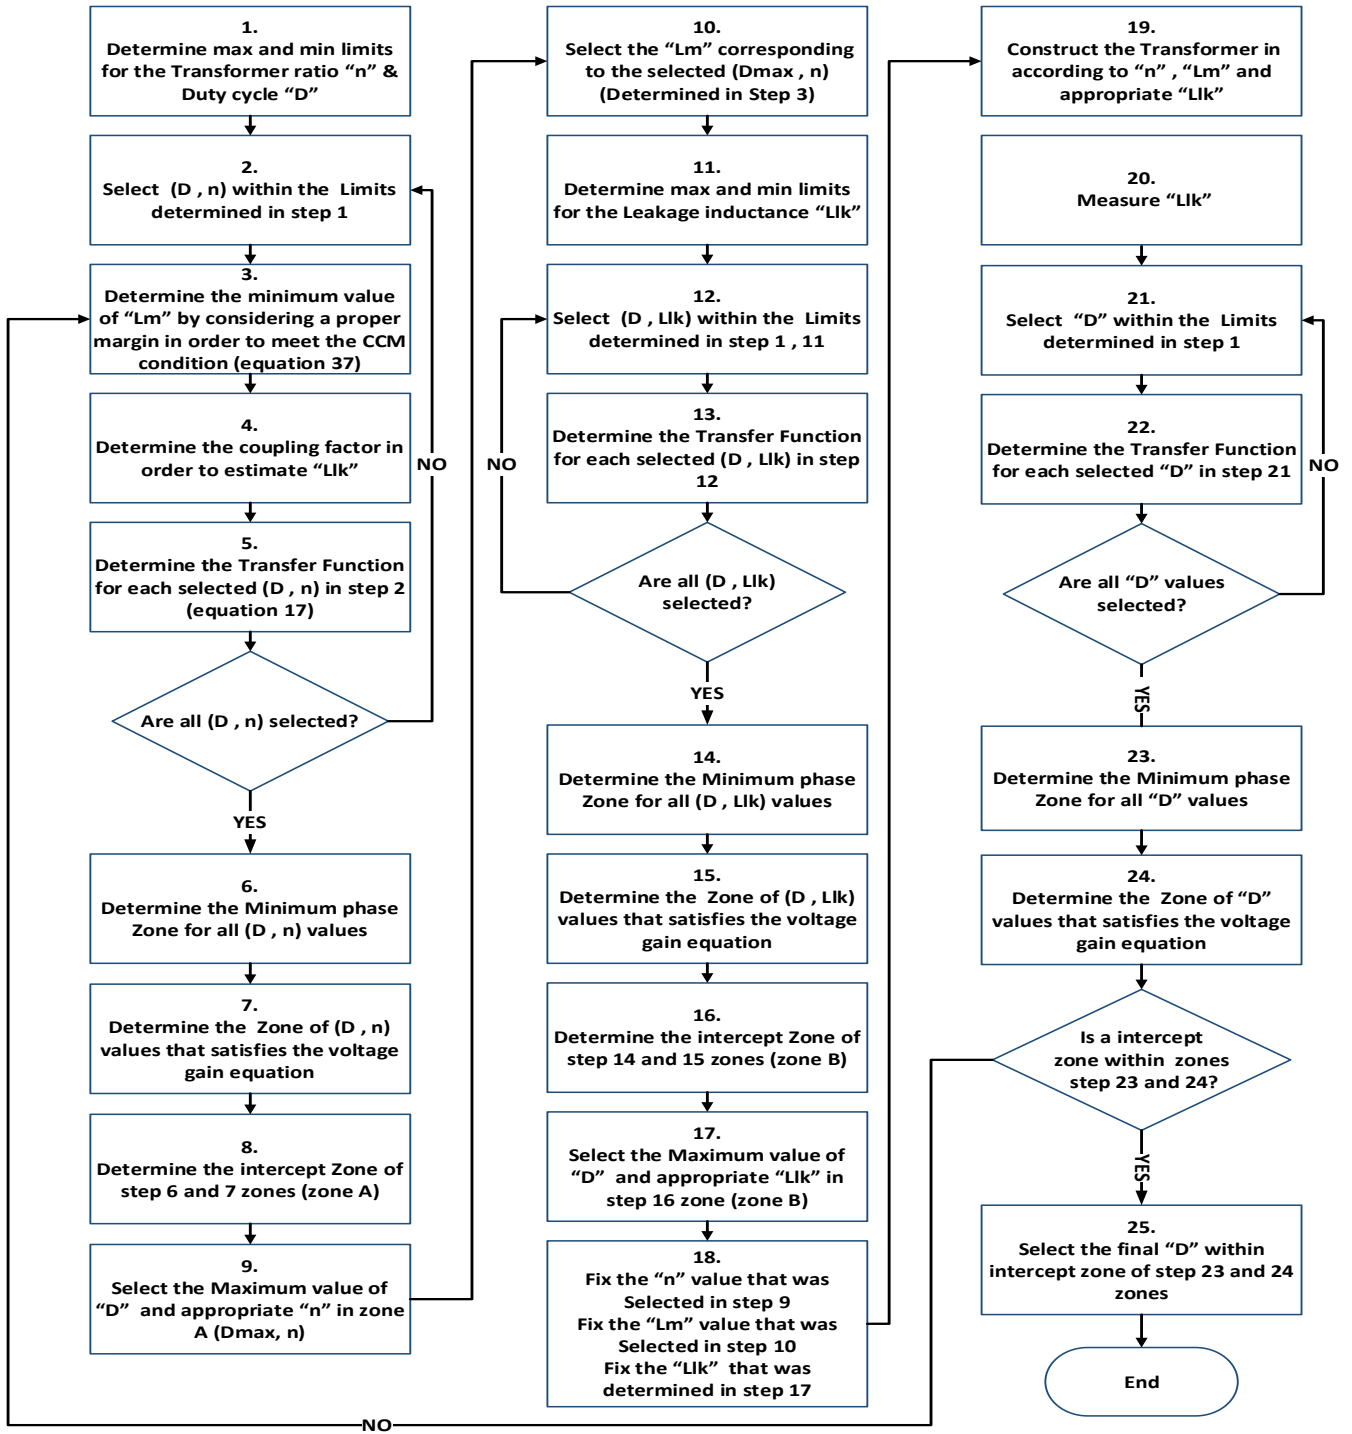 1.
Determine max and min limits
for the Transformer ratio “n” &
Duty cycle “D”
2.
Select (D , n) within the Limits
determined in step 1
3.
Determine the minimum value
of “Lm” by considering a proper
margin in order to meet the CCM
condition (equation 37)
4.
Determine the coupling factor in
order to estimate “Llk”
NO
5.
Determine the Transfer Function
for each selected (D , n) in step 2
(equation 17)
Are all (D , n) selected?
YES
6.
Determine the Minimum phase
Zone for all (D , n) values
7.
Determine the Zone of (D , n)
values that satisfies the voltage
gain equation
8.
Determine the intercept Zone of
step 6 and 7 zones (zone A)
9.
Select the Maximum value of
“D” and appropriate “n” in zone
A (Dmax, n)
10.
Select the “Lm” corresponding
to the selected (Dmax , n)
(Determined in Step 3)
11.
Determine max and min limits
for the Leakage inductance “Llk”
12.
Select (D , Llk) within the Limits
determined in step 1 , 11
13.
Determine the Transfer Function
for each selected (D , Llk) in step
12
NO
Are all (D , Llk)
selected?
YES
14.
Determine the Minimum phase
Zone for all (D , Llk) values
15.
Determine the Zone of (D , Llk)
values that satisfies the voltage
gain equation
16.
Determine the intercept Zone of
step 14 and 15 zones (zone B)
17.
Select the Maximum value of
“D” and appropriate “Llk” in
step 16 zone (zone B)
18.
Fix the “n” value that was
Selected in step 9
Fix the “Lm” value that was
Selected in step 10
Fix the “Llk” that was
determined in step 17
19.
Construct the Transformer in
according to “n” , “Lm” and
appropriate “Llk”
20.
Measure “Llk”
21.
Select “D” within the Limits
determined in step 1
22.
Determine the Transfer Function
for each selected “D” in step 21
NO
Are all “D” values
selected?
YES
23.
Determine the Minimum phase
Zone for all “D” values
24.
Determine the Zone of “D”
values that satisfies the voltage
gain equation
Is a intercept
zone within zones
step 23 and 24?
YES
25.
Select the final “D” within
intercept zone of step 23 and 24
zones
End
NO